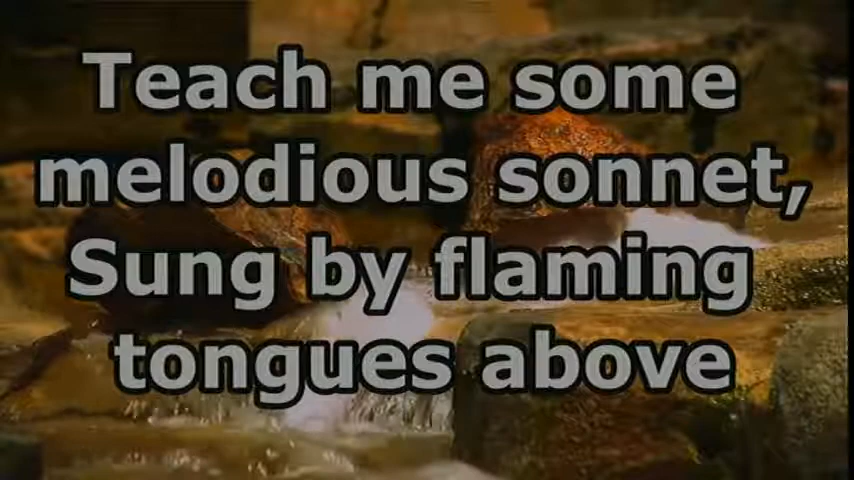 Teach me some
melodious sonnet,
Sung by flaming
tongues above